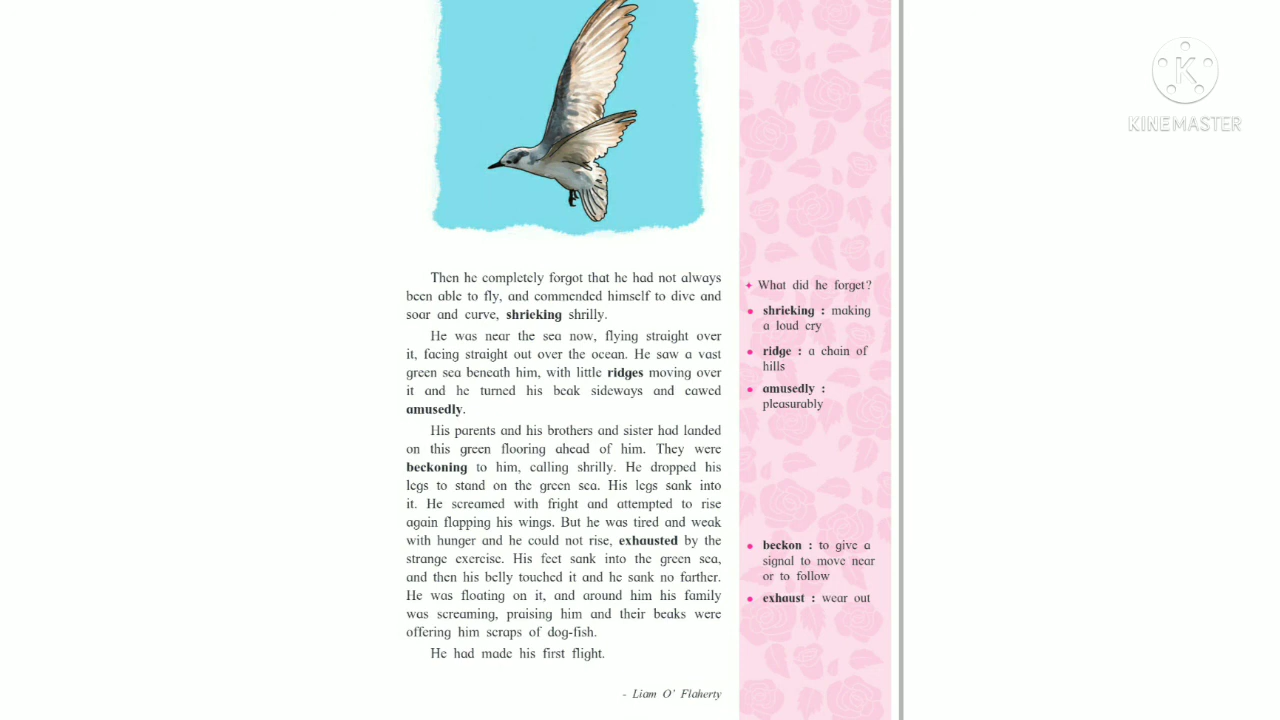 KINEMASTER
Then he completely forgot that he had not always
been able to fly, and commended himself to dive and
soar and curve, shrieking shrilly.
He was near the sea now, flying straight over
it, facing straight out over the ocean. He saw a vast
green sea beneath him, with little ridges moving over
it and he turned his beak sideways and cawed
amusedly.
His parents and his brothers and sister had landed
on this green flooring ahead of him. They were
beckoning to him, calling shrilly. He dropped his
legs to stand on the green sea. His legs sank into
it. He screamed with fright and attempted to rise
again flapping his wings. But he was tired and weak
with hunger and he could not rise, exhausted by the
strange exercise. His feet sank into the green sea,
and then his belly touched it and he sank no farther.
He was floating on it, and around him his family
was screaming, praising him and their beaks were
offering him scraps of dog-fish.
He had made his first flight.
- Liam O' Flaherty
What did he forget?
shrieking : making
a loud cry
ridge : a chain of
hills
amusedly :
pleasurably
beckon : to give a
signal to move near
or to follow
exhaust : wear out